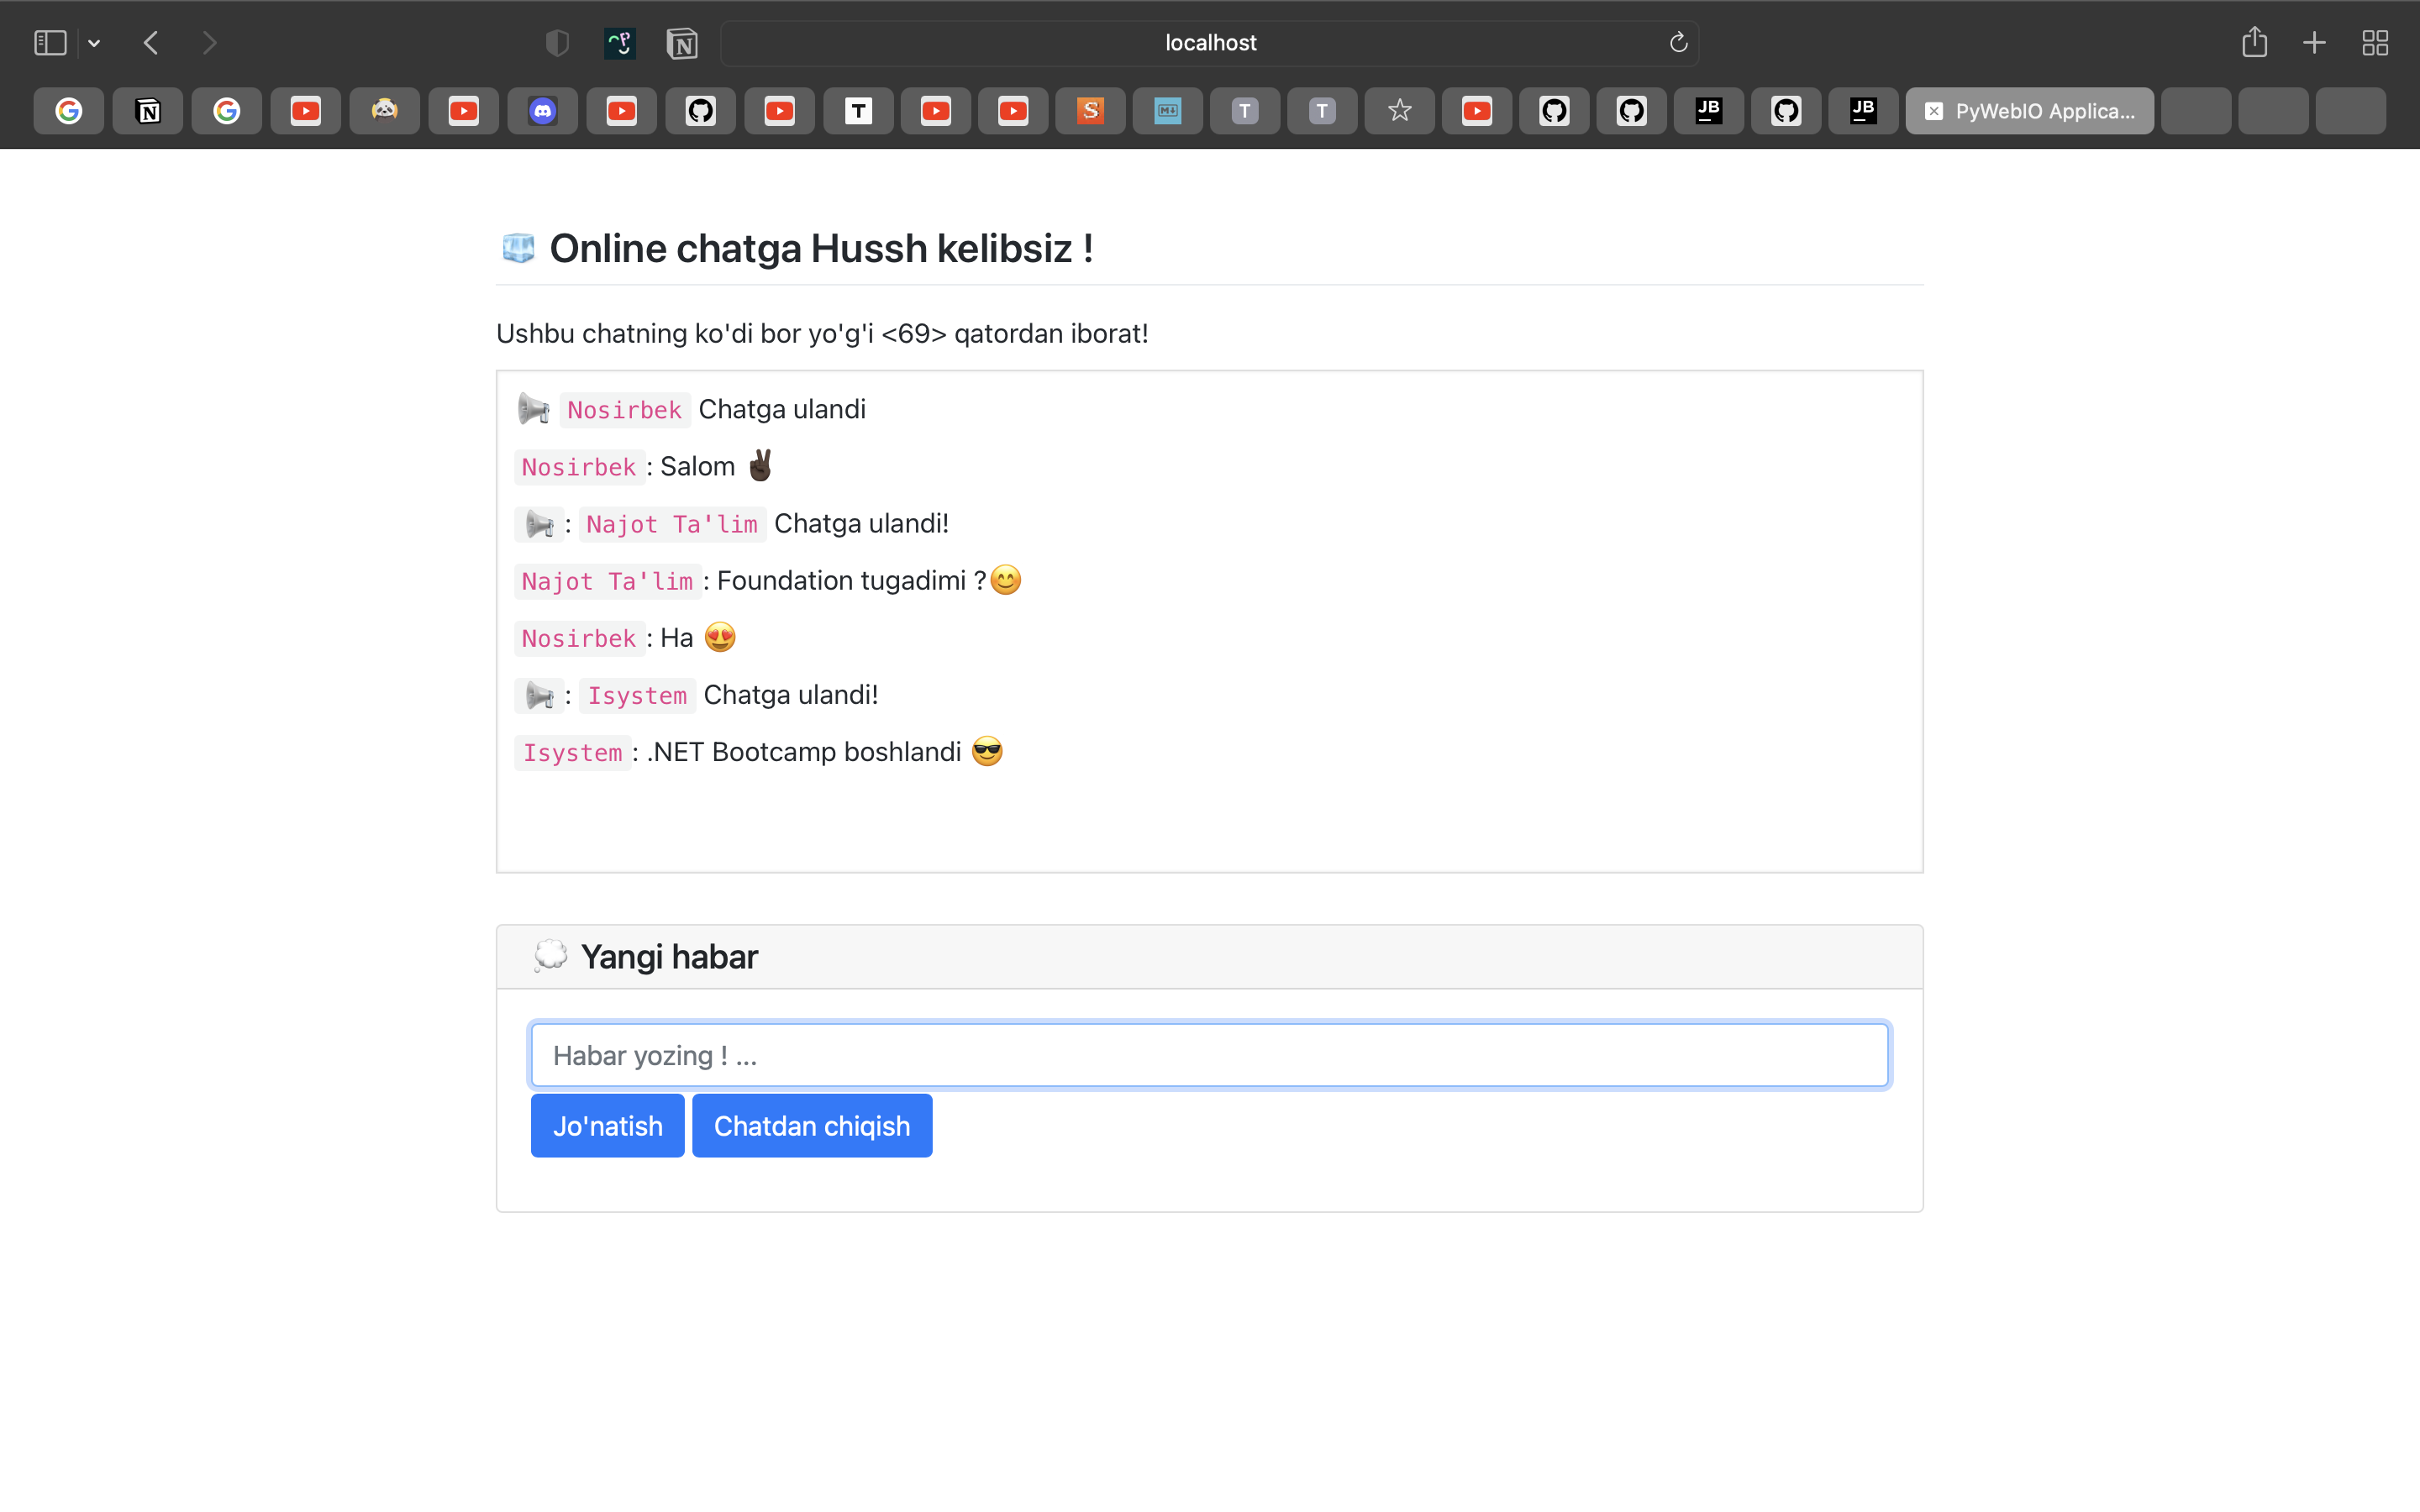 localhost
PyWebIO Applica...
🧊 Online chatga Hussh kelibsiz !
Ushbu chatning ko'di bor yo'g'i <69> qatordan iborat!
📢 Nosirbek Chatga ulandi
Nosirbek: Salom ✌🏿
📢: Najot Ta'lim Chatga ulandi!
Najot Ta'lim: Foundation tugadimi ?😊
Nosirbek: Ha 😍
📢: Isystem Chatga ulandi!
Isystem: .NET Bootcamp boshlandi 😎
💭 Yangi habar
Habar yozing ! ...
Jo'natish Chatdan chiqish